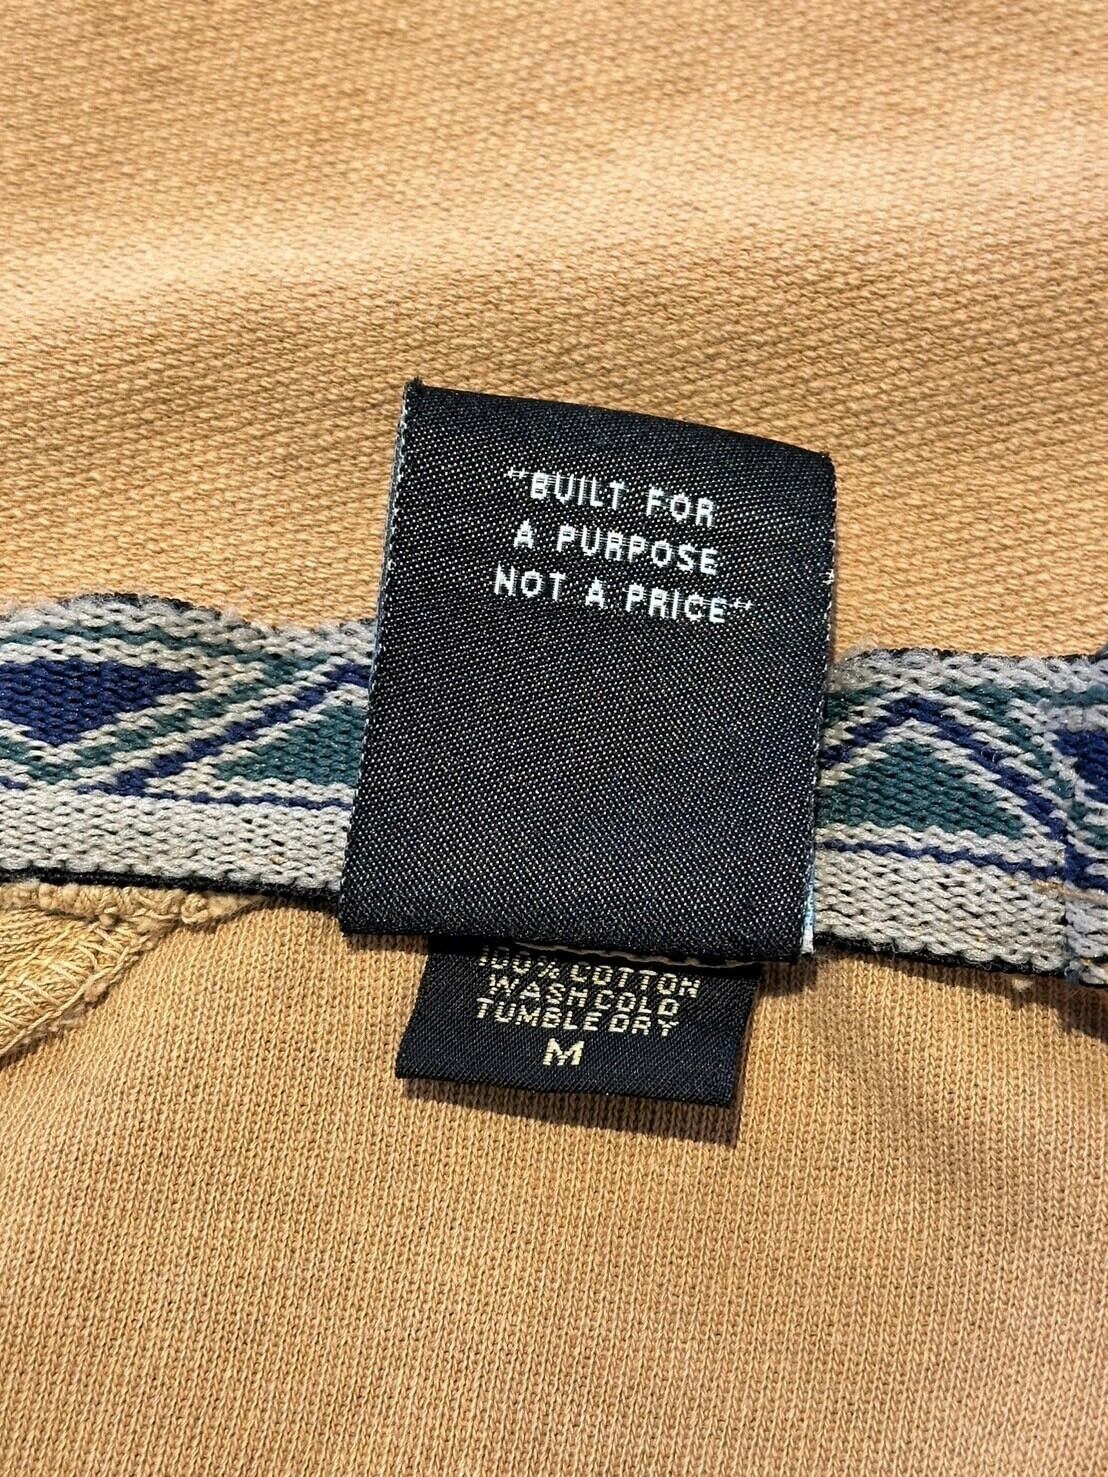 "BUILT FOR
A PURPOSE
NOT A PRICE"
100% COTTON
WASH COLD
TUMBLE DRY
M